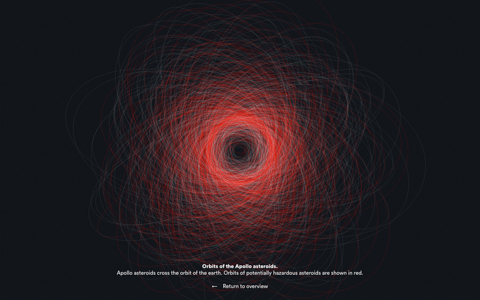 Orbits of the Apollo asteroids.
Apollo asteroids cross the orbit of the earth. Orbits of potentially hazardous asteroids are shown in red.
← Return to overview